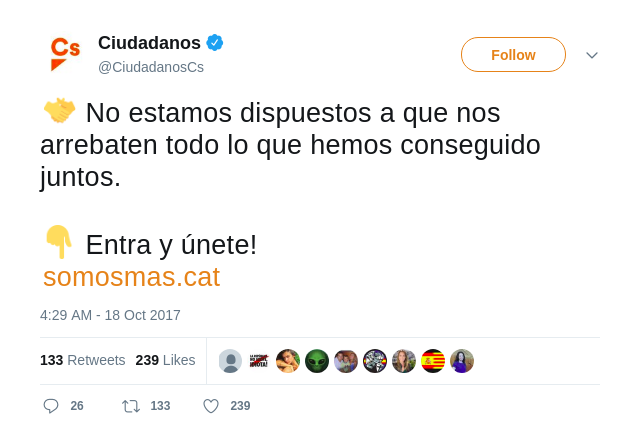 Cs
Ciudadanos
@CiudadanosCs
Follow
🤝 No estamos dispuestos a que nos
arrebaten todo lo que hemos conseguido
juntos.
👇 Entra y únete!
somosmas.cat
4:29 AM - 18 Oct 2017
133 Retweets 239 Likes
26 133 239